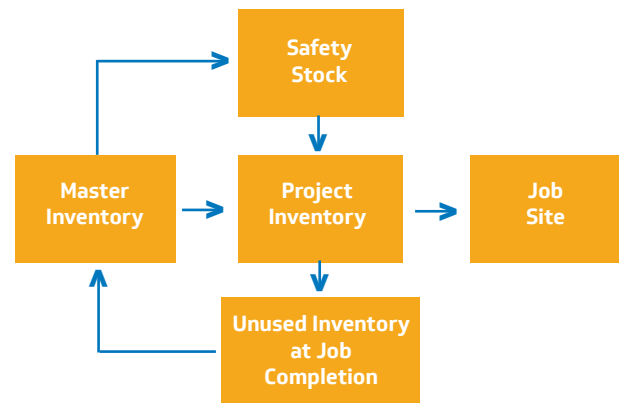 Safety
Stock
Master
Inventory
Project
Inventory
Job
Site
Unused Inventory
at Job
Completion